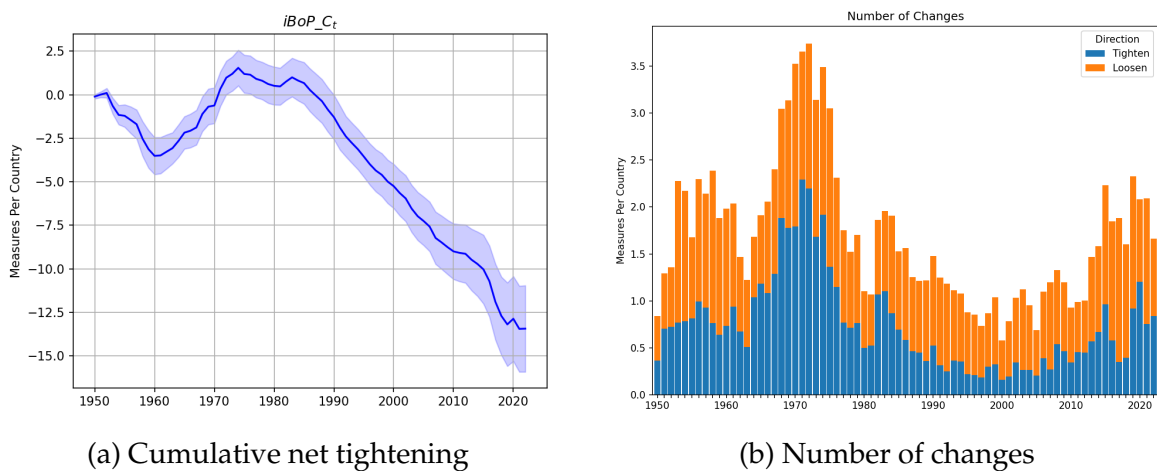 iBoP_C_t
Measures Per Country
2.5
0.0
−2.5
−5.0
−7.5
−10.0
−12.5
−15.0
1950 1960 1970 1980 1990 2000 2010 2020
(a) Cumulative net tightening
Number of Changes
Direction
Tighten
Loosen
Measures Per Country
3.5
3.0
2.5
2.0
1.5
1.0
0.5
0.0
1950 1960 1970 1980 1990 2000 2010 2020
(b) Number of changes